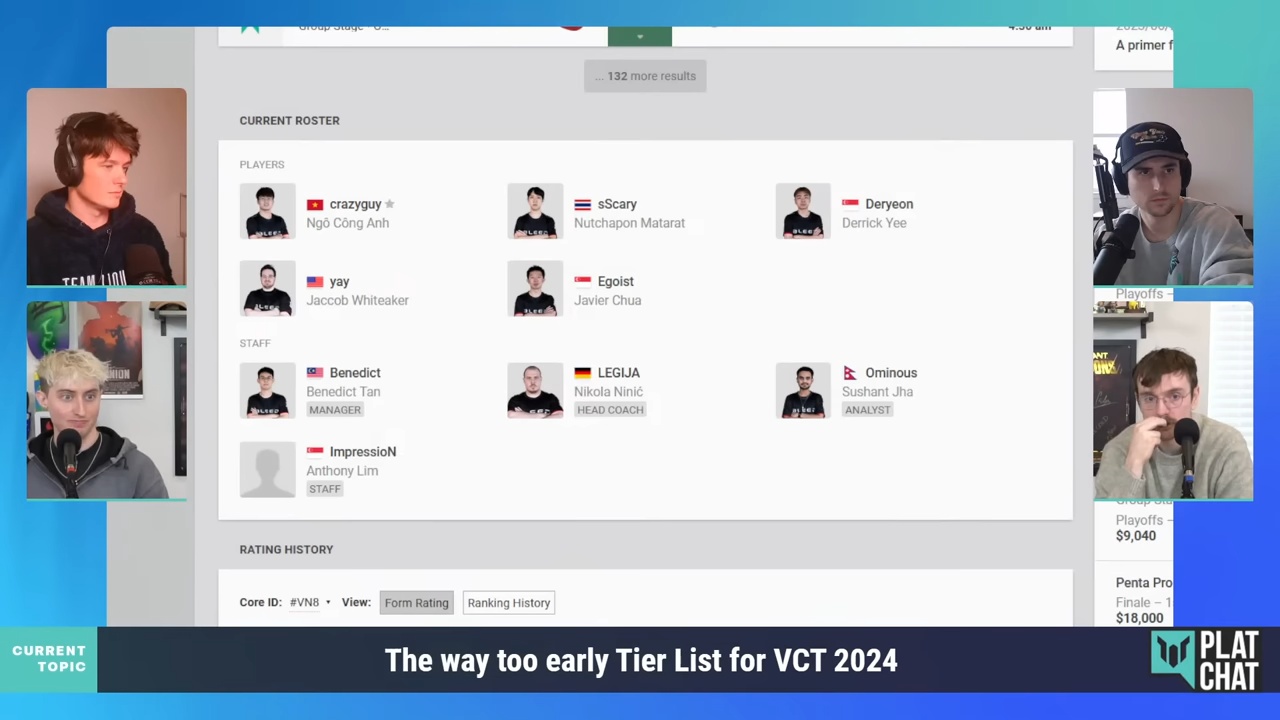 Group Stage - O...
4:30 am
A primer f
... 132 more results
CURRENT ROSTER
PLAYERS
crazyguy
Ngô Công Anh
sScary
Nutchapon Matarat
Deryeon
Derrick Yee
yay
Jaccob Whiteaker
Egoist
Javier Chua
STAFF
Benedict
Benedict Tan
MANAGER
LEGIJA
Nikola Ninić
HEAD COACH
Ominous
Sushant Jha
ANALYST
ImpressioN
Anthony Lim
STAFF
RATING HISTORY
Core ID: #VN8 View: Form Rating Ranking History
Playoffs –
Playoffs –
$9,040
Penta Pro
Finale – 1
$18,000
TEAM LIQU
CURRENT
TOPIC
The way too early Tier List for VCT 2024
PLAT
CHAT